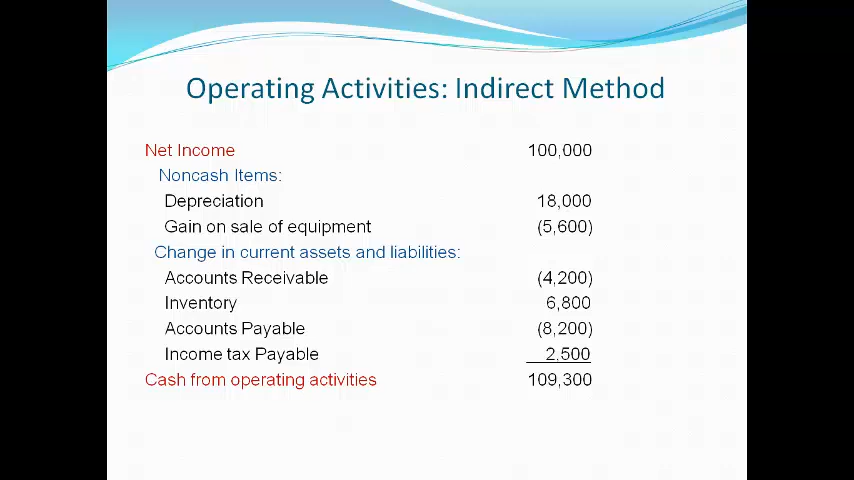 Operating Activities: Indirect Method
Net Income 100,000
Noncash Items:
Depreciation 18,000
Gain on sale of equipment (5,600)
Change in current assets and liabilities:
Accounts Receivable (4,200)
Inventory 6,800
Accounts Payable (8,200)
Income tax Payable 2,500
Cash from operating activities 109,300